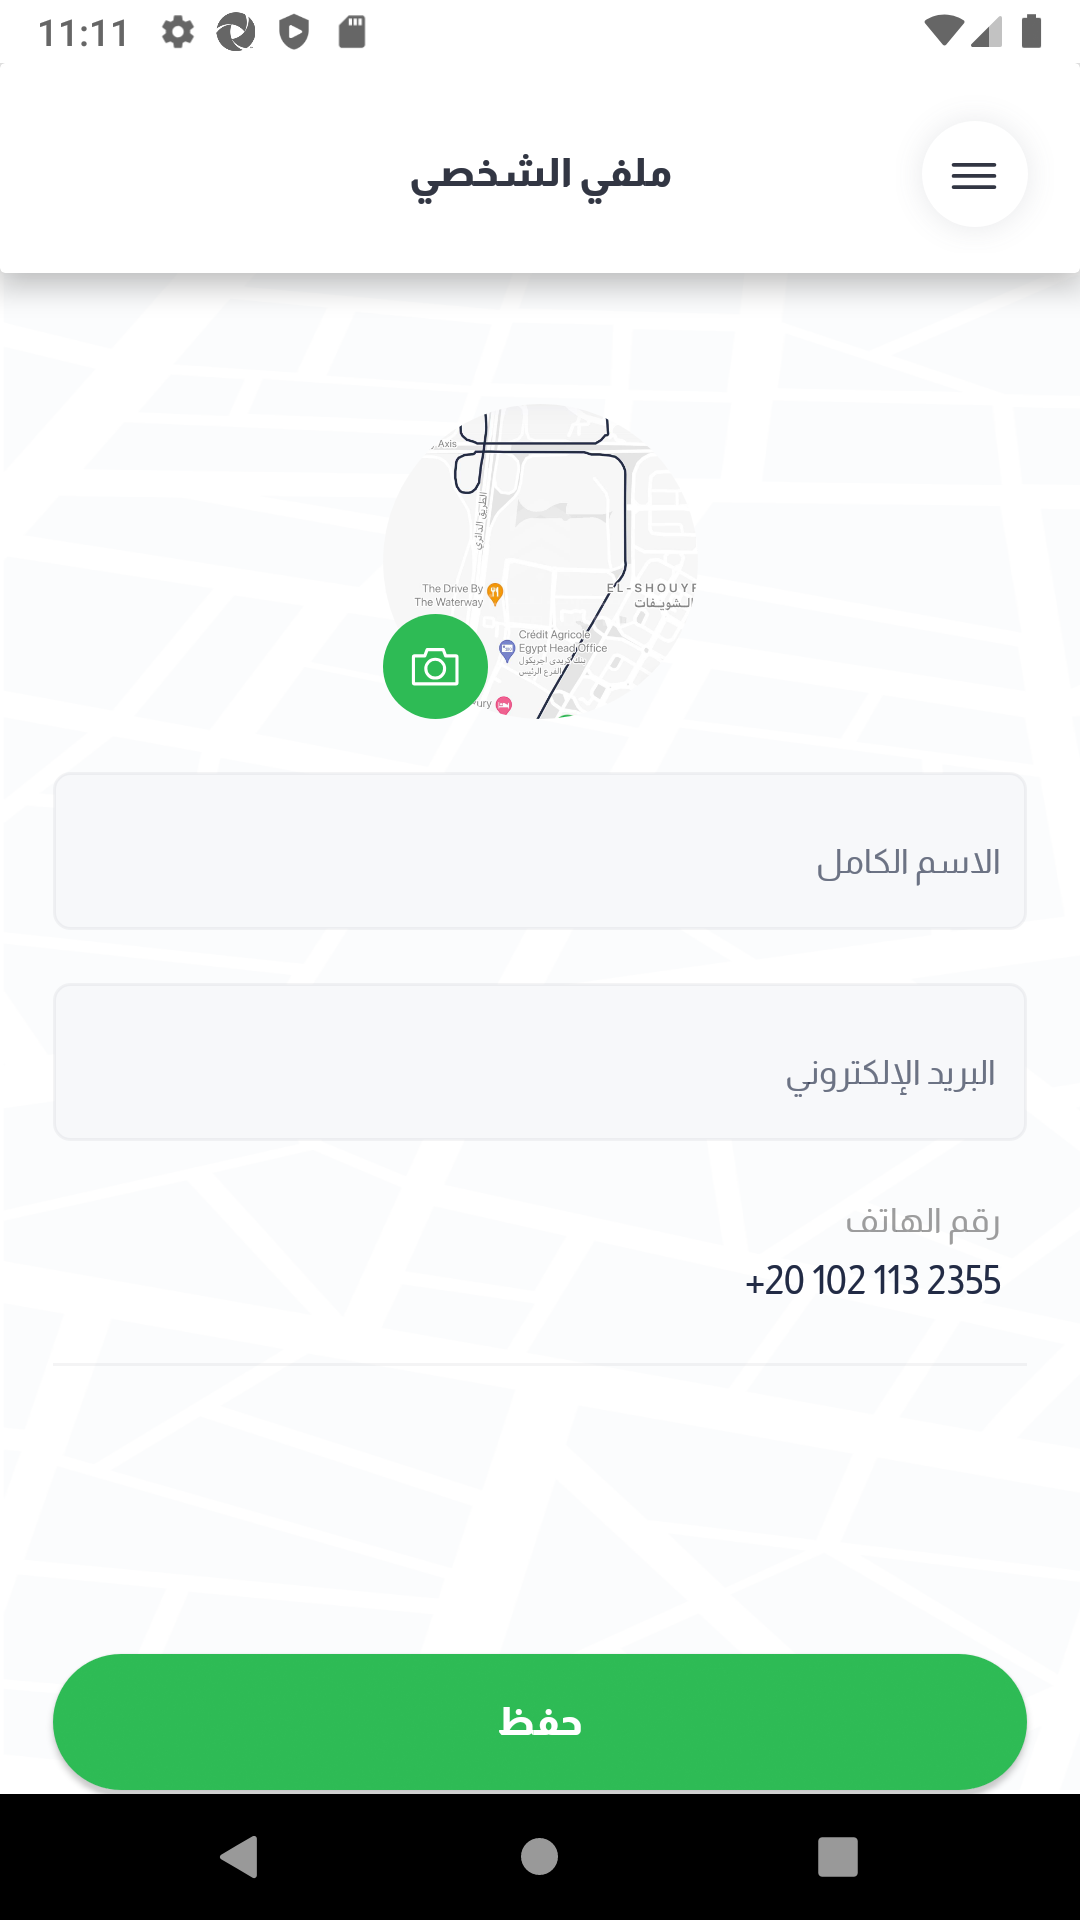 11:11
ملفي الشخصي
Axis
الطريق الدائري
The Drive By
The Waterway
EL-SHOUYF
الشويفات
Crédit Agricole
Egypt Head Office
بنك كريدي اجريكول
الفرع الرئيس
ury
الاسم الكامل
البريد الإلكتروني
رقم الهاتف
+20 102 113 2355
حفظ